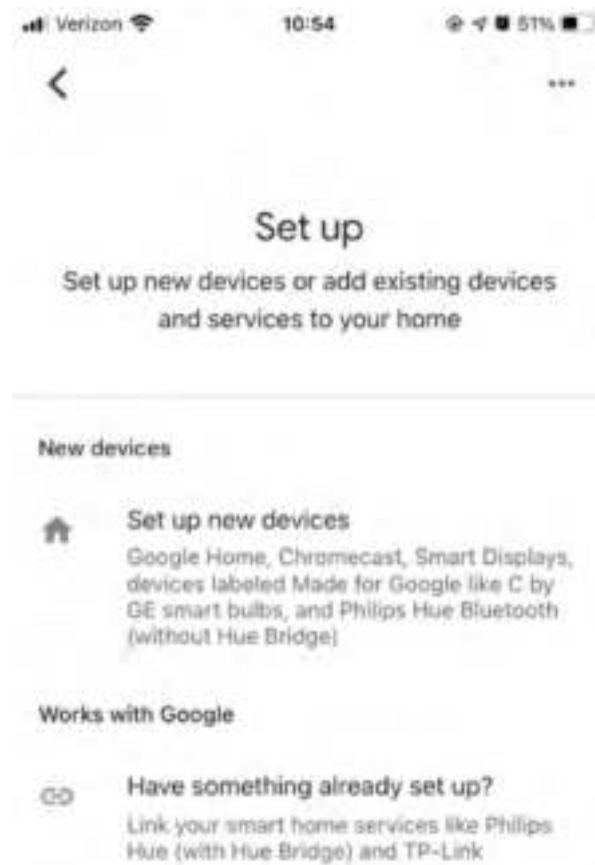 Verizon 10:54 51%
Set up
Set up new devices or add existing devices
and services to your home
New devices
Set up new devices
Google Home, Chromecast, Smart Displays,
devices labeled Made for Google like C by
GE smart bulbs, and Philips Hue Bluetooth
(without Hue Bridge)
Works with Google
Have something already set up?
Link your smart home services like Philips
Hue (with Hue Bridge) and TP-Link